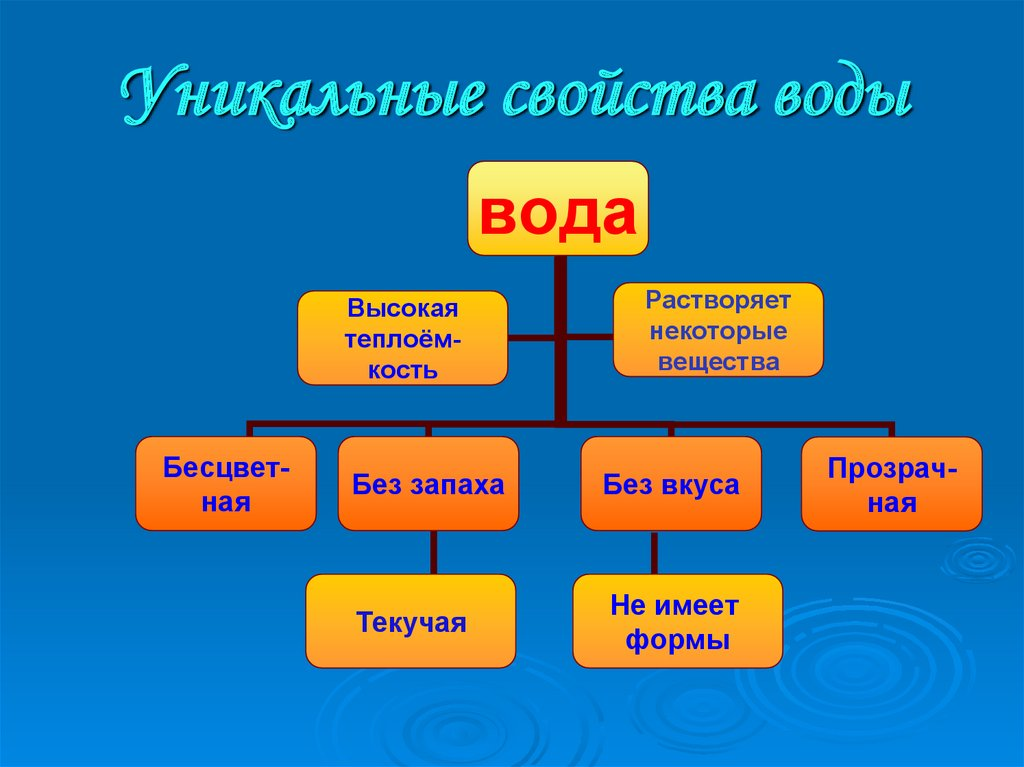 Уникальные свойства воды
вода
Высокая
теплоём-
кость
Растворяет
некоторые
вещества
Бесцвет-
ная
Без запаха
Без вкуса
Прозрач-
ная
Текучая
Не имеет
формы